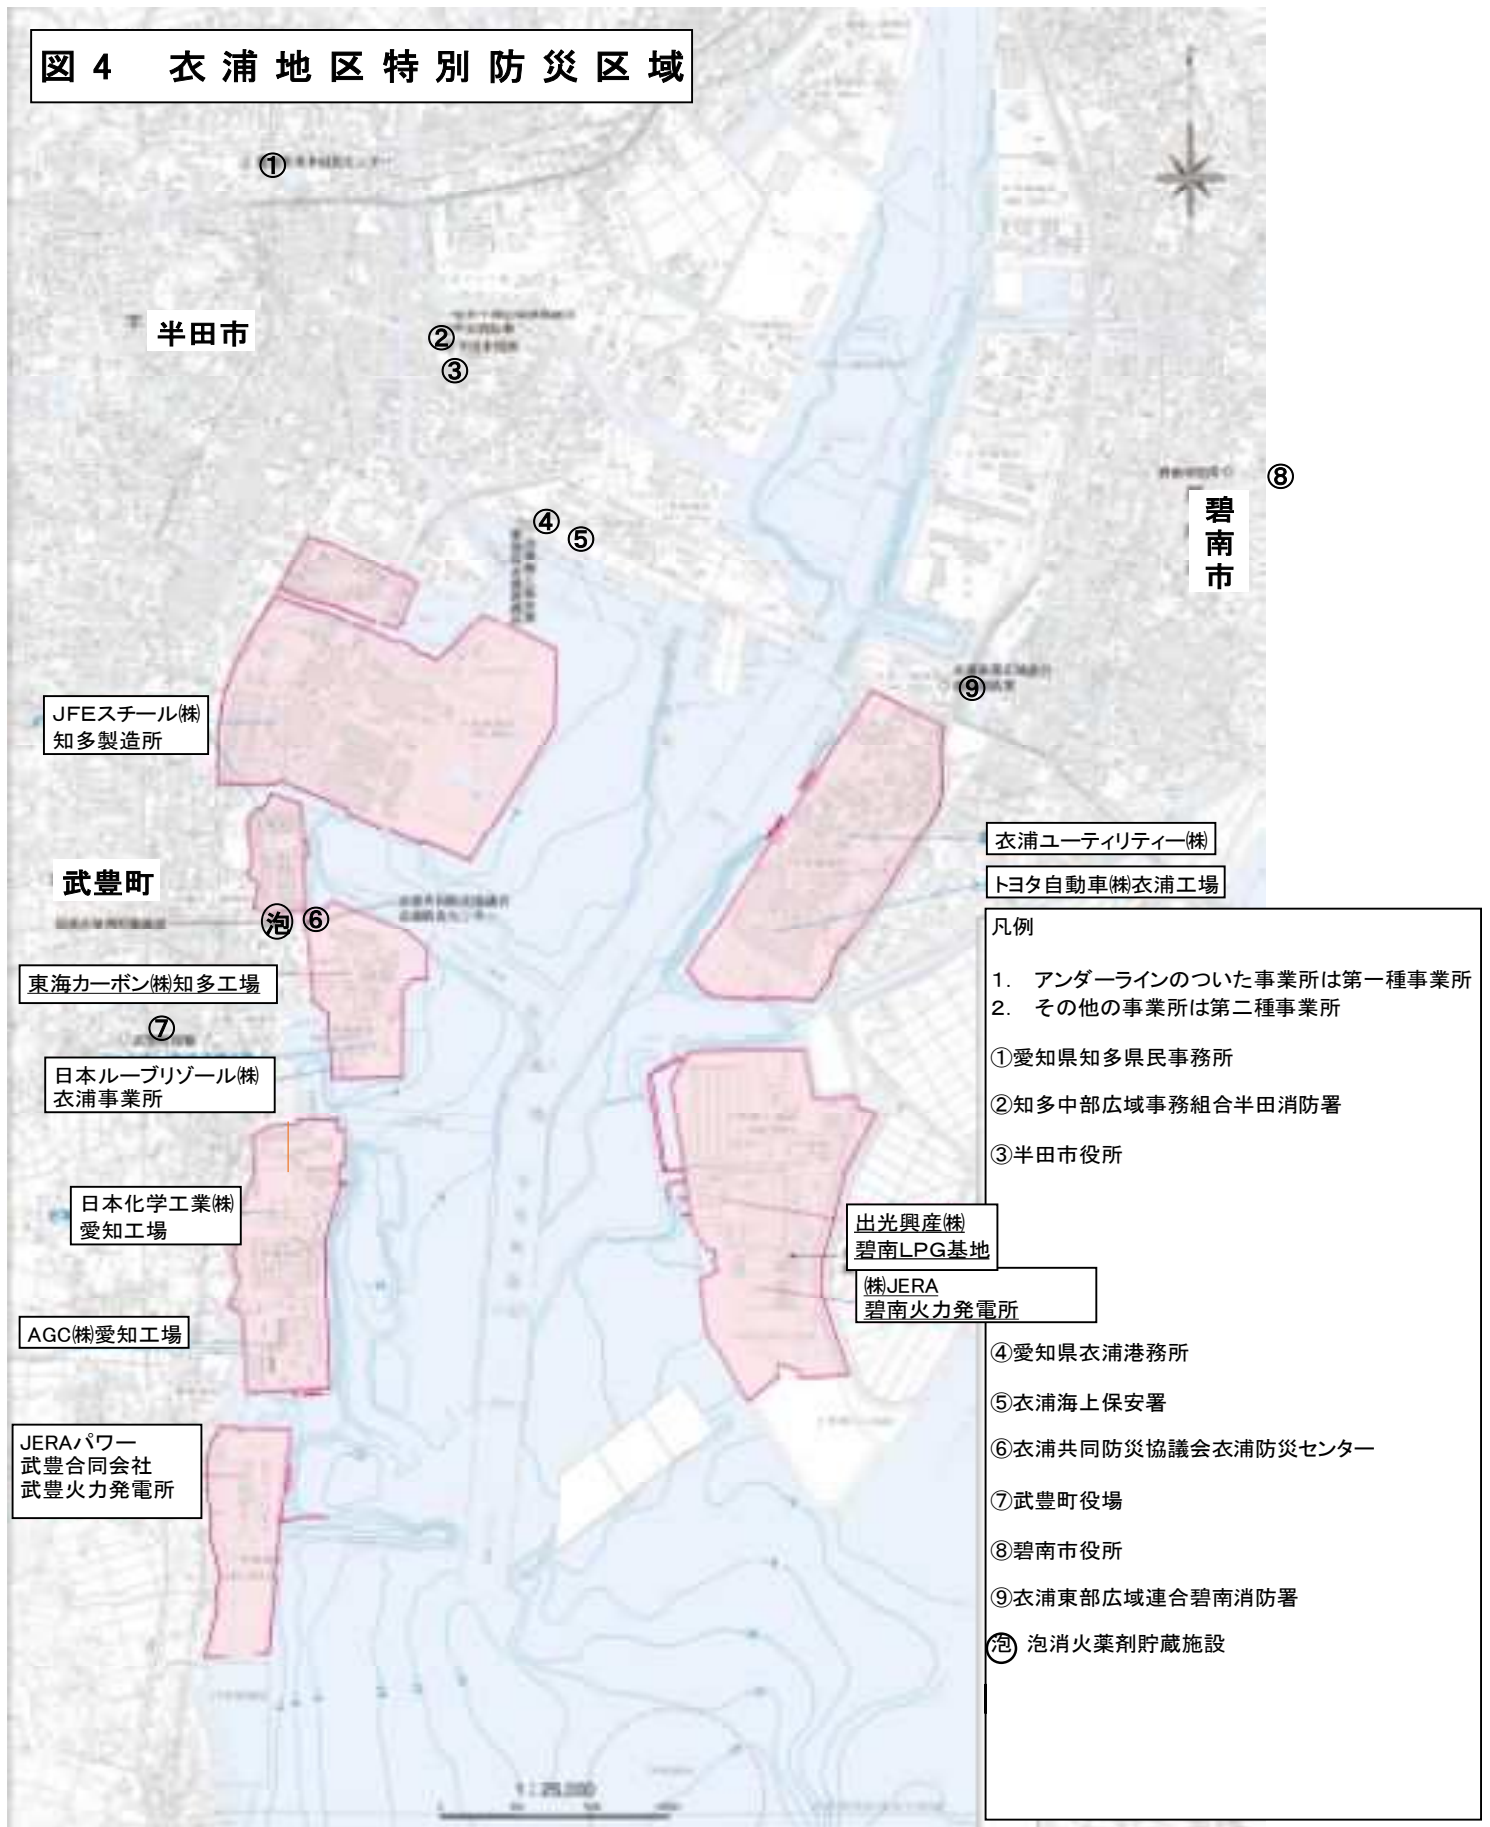 図4 衣浦地区特別防災区域
①
半田市
②
③
⑧
碧南市
④
⑤
⑨
JFEスチール㈱
知多製造所
衣浦ユーティリティー㈱
トヨタ自動車㈱衣浦工場
武豊町
泡
⑥
東海カーボン㈱知多工場
⑦
日本ルーブリゾール㈱
衣浦事業所
日本化学工業㈱
愛知工場
出光興産㈱
碧南LPG基地
㈱JERA
碧南火力発電所
AGC㈱愛知工場
JERAパワー
武豊合同会社
武豊火力発電所
1:25,000
凡例
1. アンダーラインのついた事業所は第一種事業所
2. その他の事業所は第二種事業所
①愛知県知多県民事務所
②知多中部広域事務組合半田消防署
③半田市役所
④愛知県衣浦港務所
⑤衣浦海上保安署
⑥衣浦共同防災協議会衣浦防災センター
⑦武豊町役場
⑧碧南市役所
⑨衣浦東部広域連合碧南消防署
泡 泡消火薬剤貯蔵施設